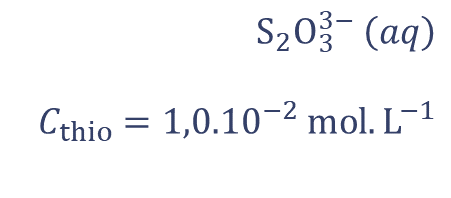 S₂O₃³⁻ (aq)
C_thio = 1,0.10⁻² mol. L⁻¹